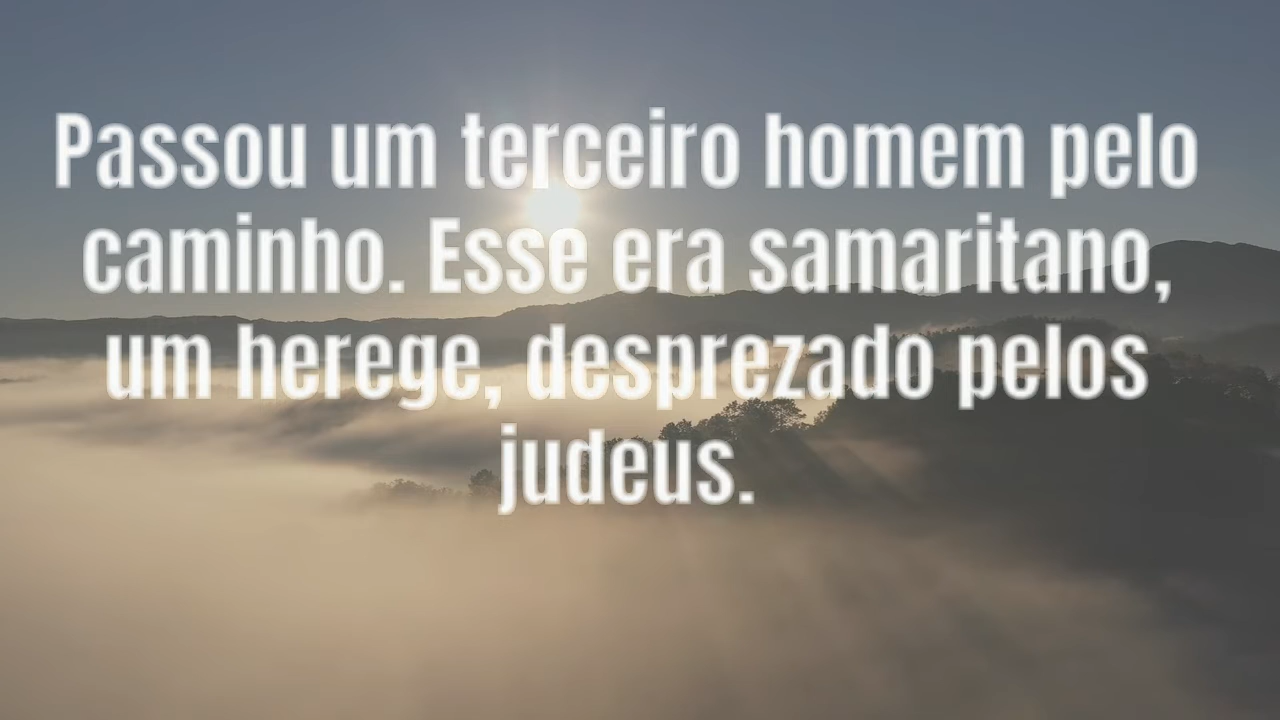 Passou um terceiro homem pelo
caminho. Esse era samaritano,
um herege, desprezado pelos
judeus.